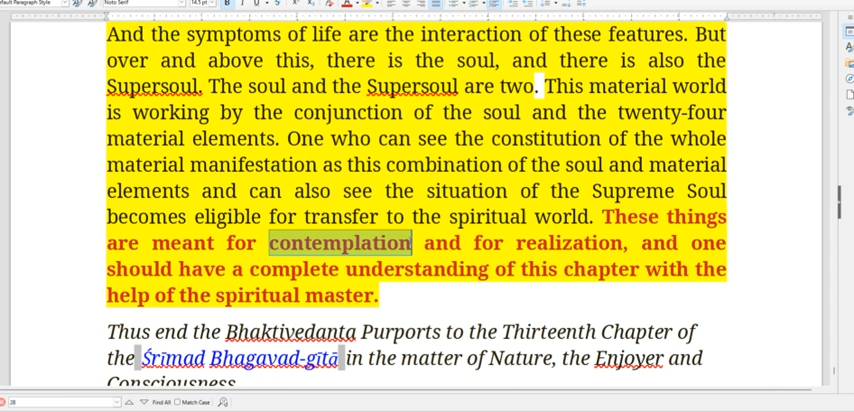 Default Paragraph Style Noto Serif 14.5 pt B I U S A
And the symptoms of life are the interaction of these features. But
over and above this, there is the soul, and there is also the
Supersoul. The soul and the Supersoul are two. This material world
is working by the conjunction of the soul and the twenty-four
material elements. One who can see the constitution of the whole
material manifestation as this combination of the soul and material
elements and can also see the situation of the Supreme Soul
becomes eligible for transfer to the spiritual world. These things
are meant for contemplation and for realization, and one
should have a complete understanding of this chapter with the
help of the spiritual master.
Thus end the Bhaktivedanta Purports to the Thirteenth Chapter of
the Śrīmad Bhagavad-gītā in the matter of Nature, the Enjoyer and
Consciousness
28 Find All Match Case